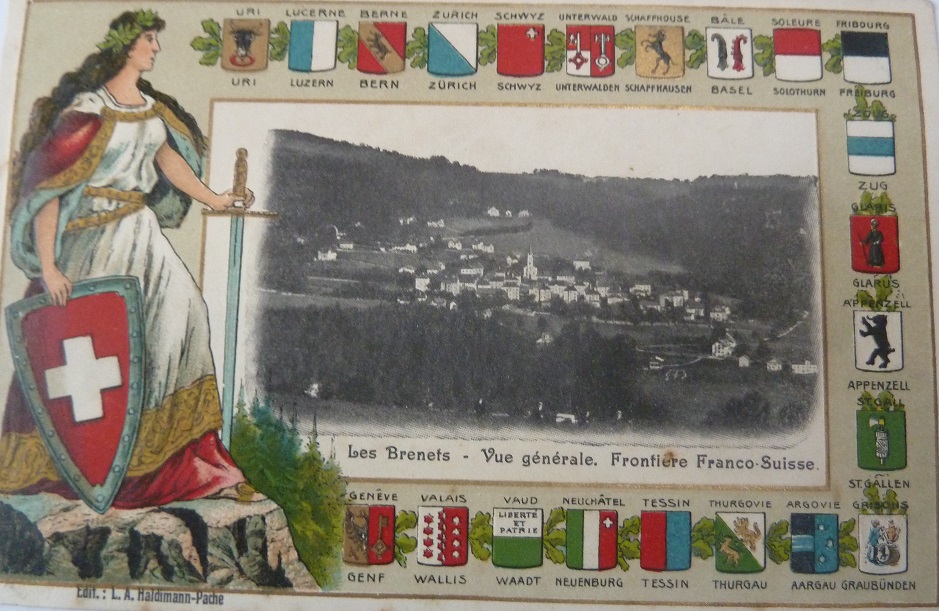 URI LUCERNE BERNE ZURICH SCHWYZ UNTERWALD SCHAFFHOUSE BÂLE SOLEURE FRIBOURG
URI LUZERN BERN ZÜRICH SCHWYZ UNTERWALDEN SCHAFFHAUSEN BASEL SOLOTHURN FREIBURG
ZOUG
ZUG
GLARIS
GLARUS
APPENZELL
APPENZELL
ST. GALL
ST. GALLEN
Les Brenets - Vue générale. Frontière Franco-Suisse.
GENÈVE VALAIS VAUD NEUCHÂTEL TESSIN THURGOVIE ARGOVIE GRISONS
LIBERTÉ
ET
PATRIE
GENF WALLIS WAADT NEUENBURG TESSIN THURGAU AARGAU GRAUBÜNDEN
Edit. : L. A. Haldimann-Pache